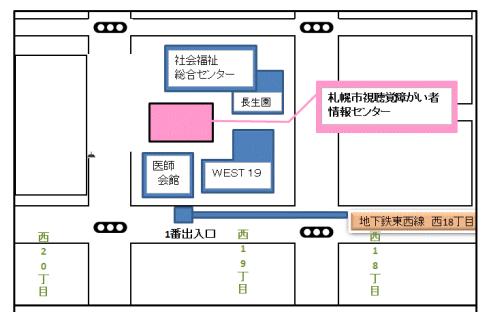 社会福祉
総合センター
長生園
札幌市視聴覚障がい者
情報センター
医師
会館
WEST 19
地下鉄東西線 西18丁目
1番出入口
西20丁目
西19丁目
西18丁目